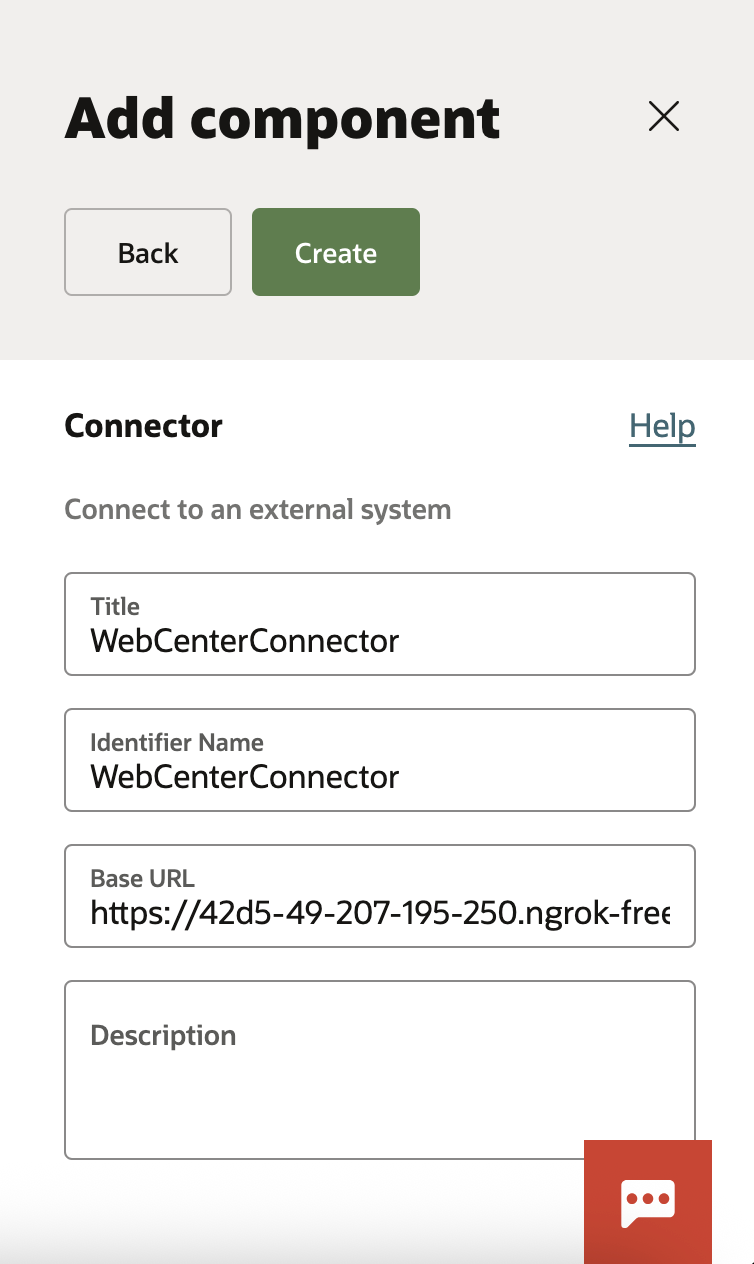 Add component
Back
Create
Connector
Help
Connect to an external system
Title
WebCenterConnector
Identifier Name
WebCenterConnector
Base URL
https://42d5-49-207-195-250.ngrok-free
Description